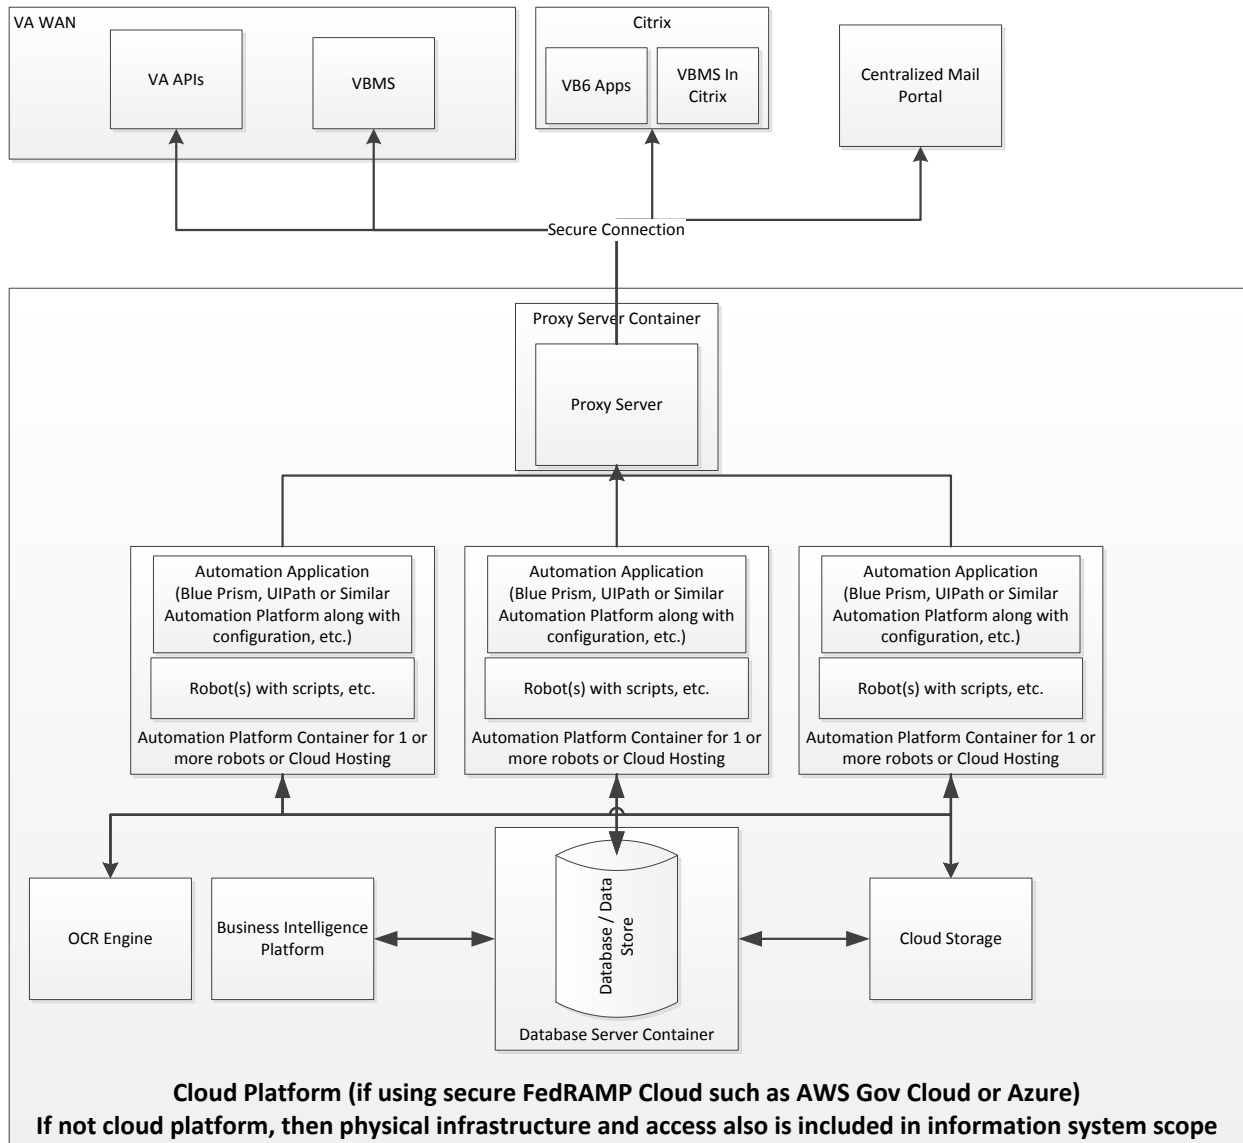 VA WAN
VA APIs
VBMS
Citrix
VB6 Apps
VBMS In
Citrix
Centralized Mail
Portal
Secure Connection
Proxy Server Container
Proxy Server
Automation Application
(Blue Prism, UIPath or Similar
Automation Platform along with
configuration, etc.)
Robot(s) with scripts, etc.
Automation Platform Container for 1 or
more robots or Cloud Hosting
Automation Application
(Blue Prism, UIPath or Similar
Automation Platform along with
configuration, etc.)
Robot(s) with scripts, etc.
Automation Platform Container for 1 or
more robots or Cloud Hosting
Automation Application
(Blue Prism, UIPath or Similar
Automation Platform along with
configuration, etc.)
Robot(s) with scripts, etc.
Automation Platform Container for 1 or
more robots or Cloud Hosting
OCR Engine
Business Intelligence
Platform
Database / Data
Store
Database Server Container
Cloud Storage
Cloud Platform (if using secure FedRAMP Cloud such as AWS Gov Cloud or Azure)
If not cloud platform, then physical infrastructure and access also is included in information system scope